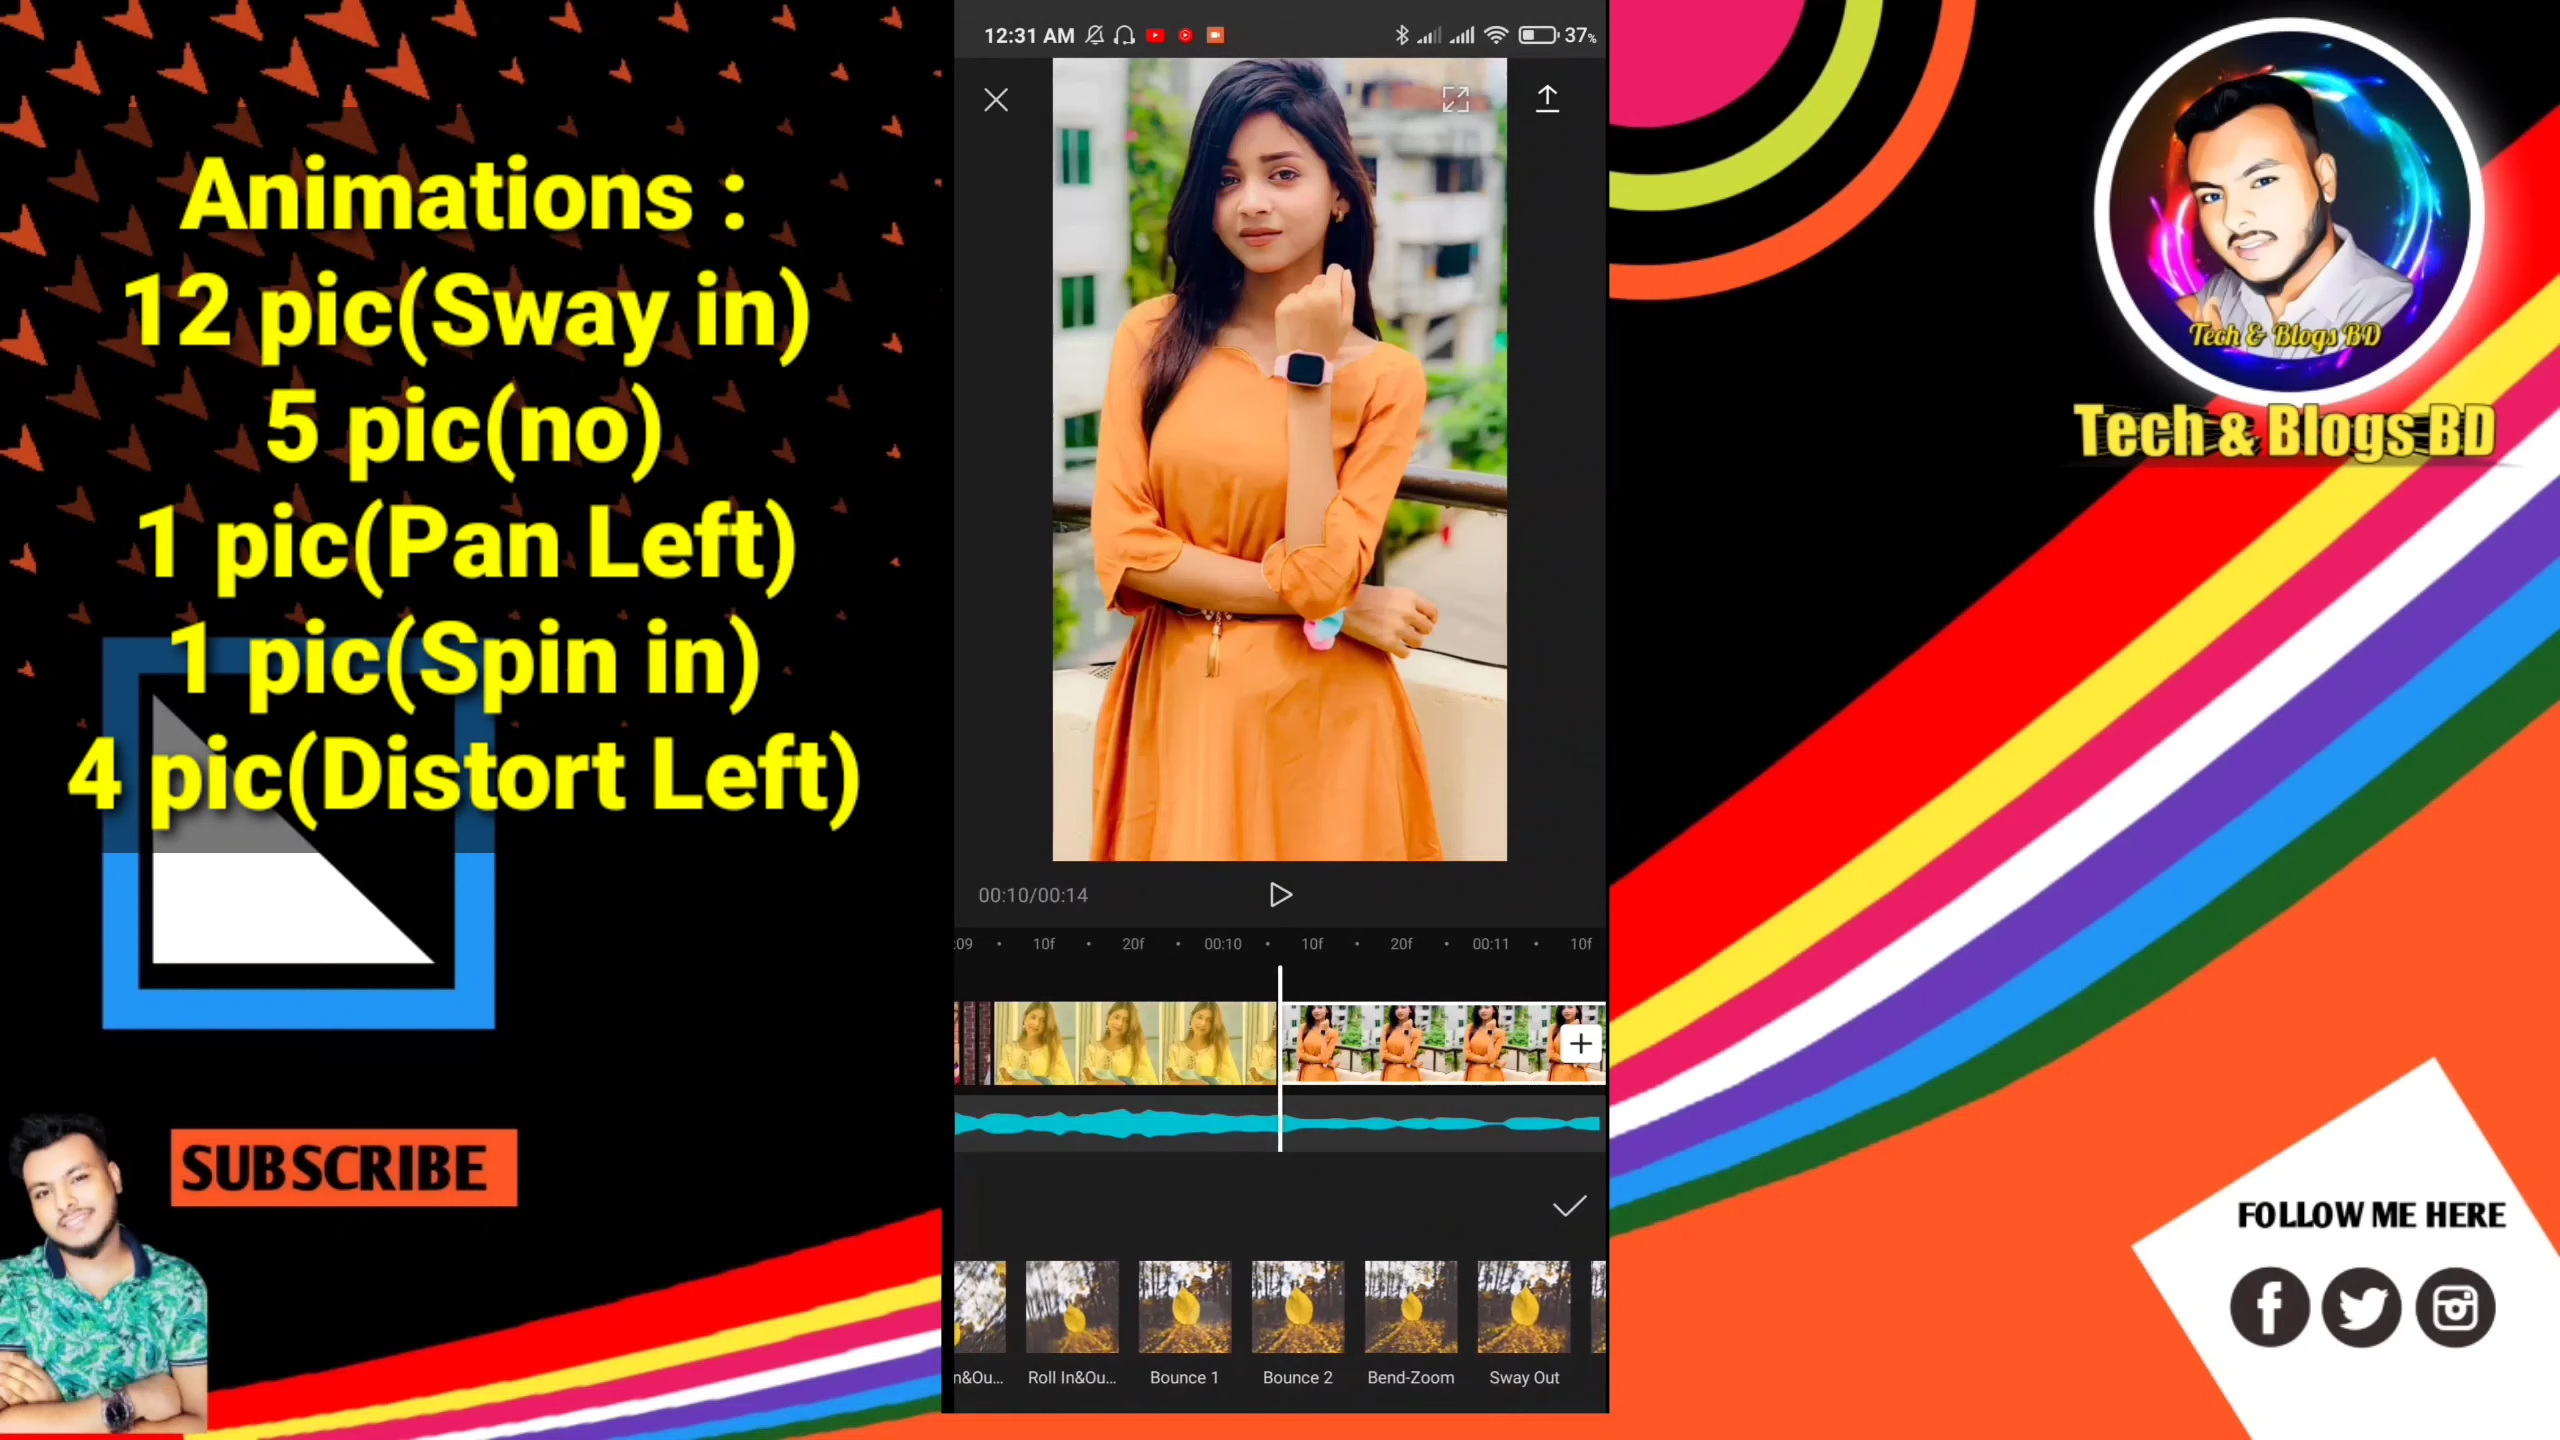 Animations :
12 pic(Sway in)
5 pic(no)
1 pic(Pan Left)
1 pic(Spin in)
4 pic(Distort Left)
SUBSCRIBE
12:31 AM
37%
00:10/00:14
:09 10f 20f 00:10 10f 20f 00:11 10f
n&Ou... Roll In&Ou... Bounce 1 Bounce 2 Bend-Zoom Sway Out
Tech & Blogs BD
Tech & Blogs BD
FOLLOW ME HERE